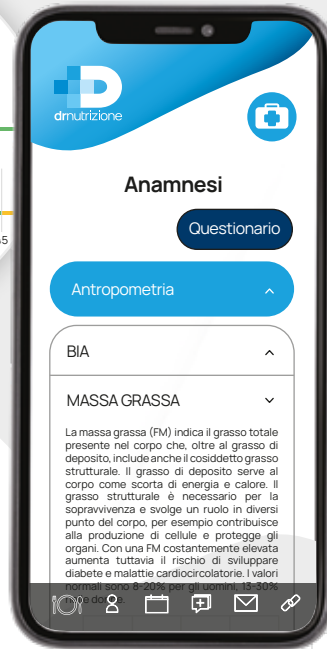 drnutrizione
Anamnesi
Questionario
Antropometria
BIA
MASSA GRASSA
La massa grassa (FM) indica il grasso totale
presente nel corpo che, oltre al grasso di
deposito, include anche il cosiddetto grasso
strutturale. Il grasso di deposito serve al
corpo come scorta di energia e calore. Il
grasso strutturale è necessario per la
sopravvivenza e svolge un ruolo in diversi
punto del corpo, per esempio contribuisce
alla produzione di cellule e protegge gli
organi. Con una FM costantemente elevata
aumenta tuttavia il rischio di sviluppare
diabete e malattie cardiocircolatorie. I valori
normali sono 8-20% per gli uomini, 13-30%